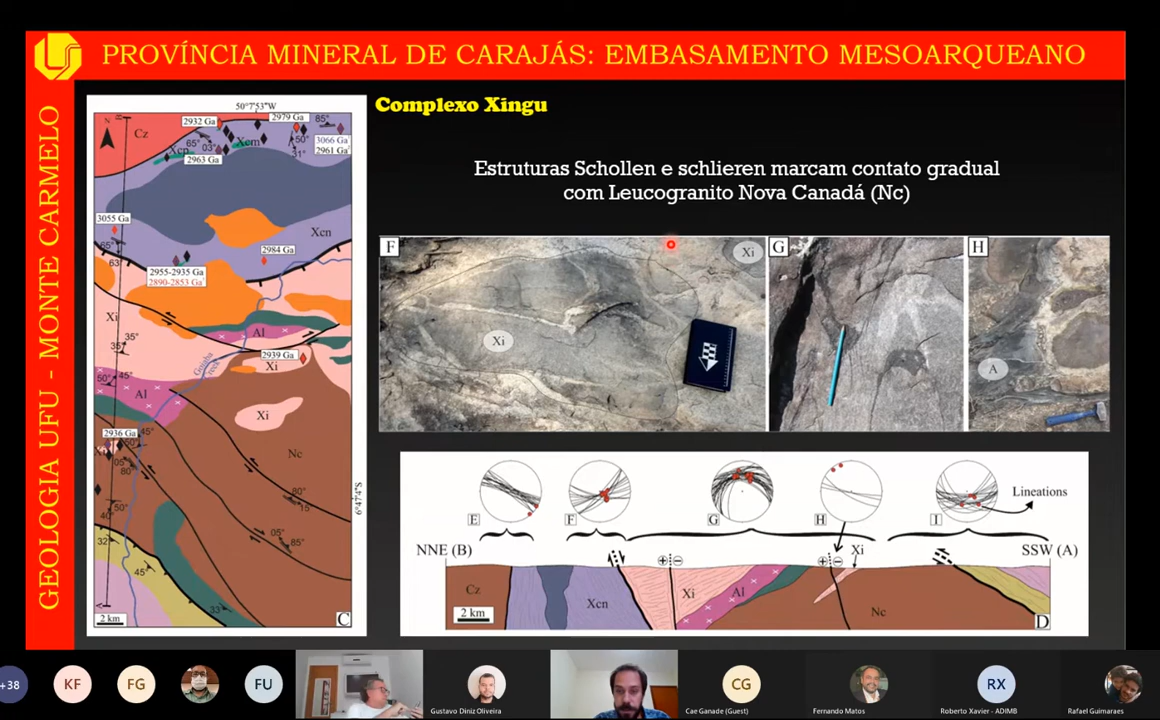 PROVÍNCIA MINERAL DE CARAJÁS: EMBASAMENTO MESOARQUEANO
GEOLOGIA UFU - MONTE CARMELO
Complexo Xingu
Estruturas Schollen e schlieren marcam contato gradual
com Leucogranito Nova Canadá (Nc)
50°7'53"W
N
Cz
2932 Ga
2979 Ga
85°
Xcm
65°
03°
50°
31°
3066 Ga
2961 Ga
Xcp
2963 Ga
3055 Ga
Xcn
63°
2984 Ga
2955-2935 Ga
2890-2853 Ga
Xi
Al
35°
35°
2939 Ga
Xi
50°
45°
Al
Xi
2936 Ga
45°
05°
80°
Nc
80°
15°
50°
40°
05°
85°
32°
45°
33°
6°47'4"S
2 km
C
F
Xi
Xi
G
H
A
E
F
G
H
I
Lineations
NNE (B)
Xi
SSW (A)
Cz
2 km
Xcn
Xi
Al
Nc
D
+38
KF
FG
FU
Gustavo Diniz Oliveira
CG
Cae Ganade (Guest)
Fernando Matos
RX
Roberto Xavier - ADIMB
Rafael Guimaraes